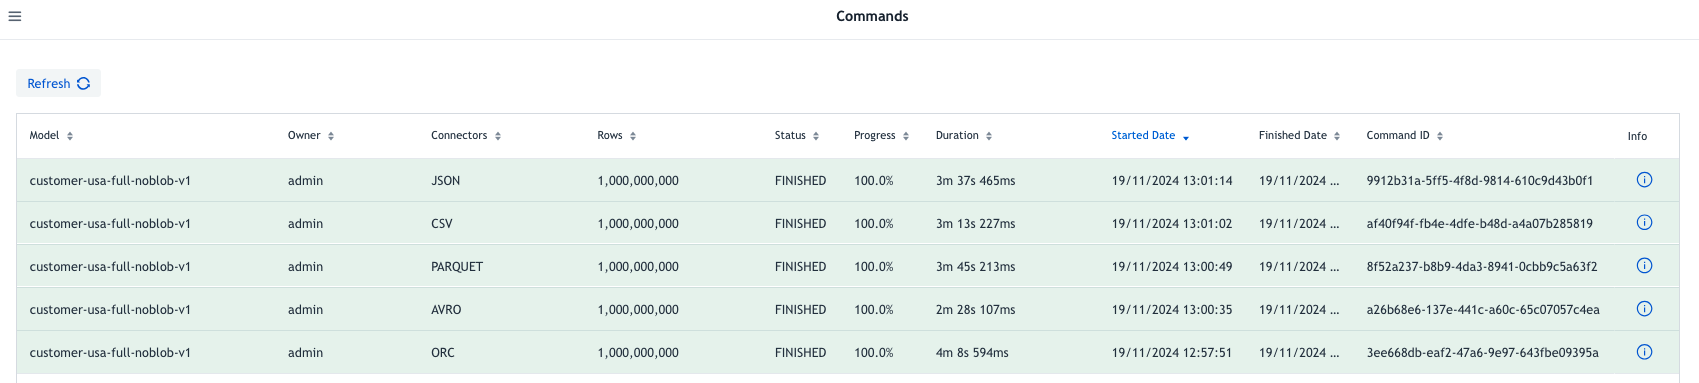 Commands
Refresh
Model Owner Connectors Rows Status Progress Duration Started Date Finished Date Command ID Info
customer-usa-full-noblob-v1 admin JSON 1,000,000,000 FINISHED 100.0% 3m 37s 465ms 19/11/2024 13:01:14 19/11/2024 ... 9912b31a-5ff5-4f8d-9814-610c9d43b0f1
customer-usa-full-noblob-v1 admin CSV 1,000,000,000 FINISHED 100.0% 3m 13s 227ms 19/11/2024 13:01:02 19/11/2024 ... af40f94f-fb4e-4dfe-b48d-a4a07b285819
customer-usa-full-noblob-v1 admin PARQUET 1,000,000,000 FINISHED 100.0% 3m 45s 213ms 19/11/2024 13:00:49 19/11/2024 ... 8f52a237-b8b9-4da3-8941-0cbb9c5a63f2
customer-usa-full-noblob-v1 admin AVRO 1,000,000,000 FINISHED 100.0% 2m 28s 107ms 19/11/2024 13:00:35 19/11/2024 ... a26b68e6-137e-441c-a60c-65c07057c4ea
customer-usa-full-noblob-v1 admin ORC 1,000,000,000 FINISHED 100.0% 4m 8s 594ms 19/11/2024 12:57:51 19/11/2024 ... 3ee668db-eaf2-47a6-9e97-643fbe09395a